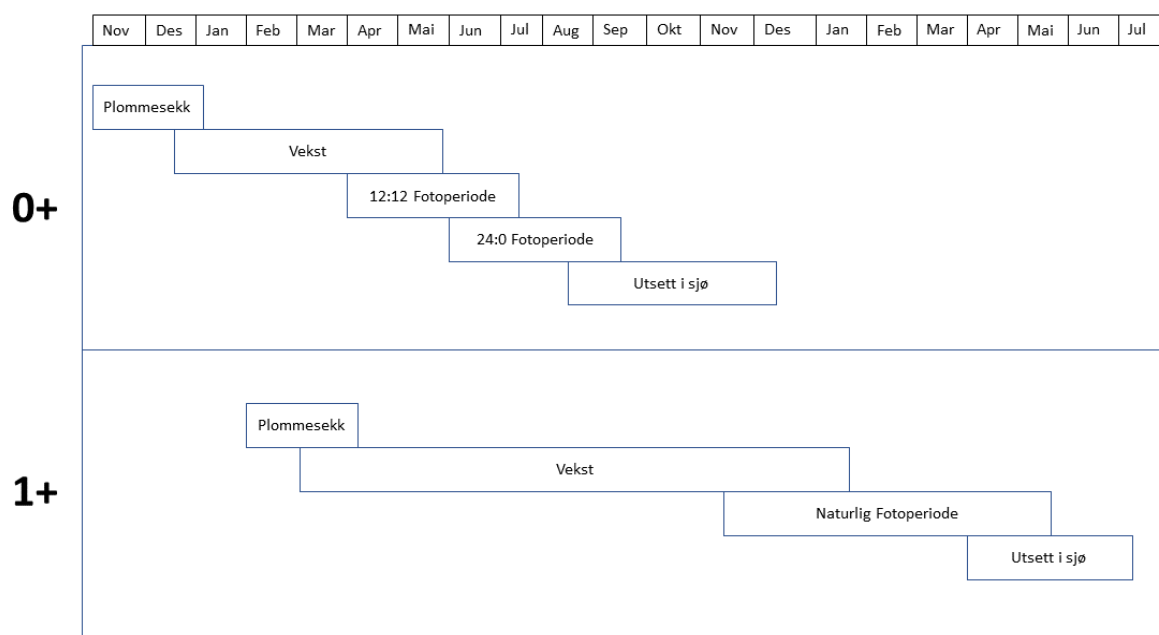 Nov Des Jan Feb Mar Apr Mai Jun Jul Aug Sep Okt Nov Des Jan Feb Mar Apr Mai Jun Jul
0+
Plommesekk
Vekst
12:12 Fotoperiode
24:0 Fotoperiode
Utsett i sjø
1+
Plommesekk
Vekst
Naturlig Fotoperiode
Utsett i sjø